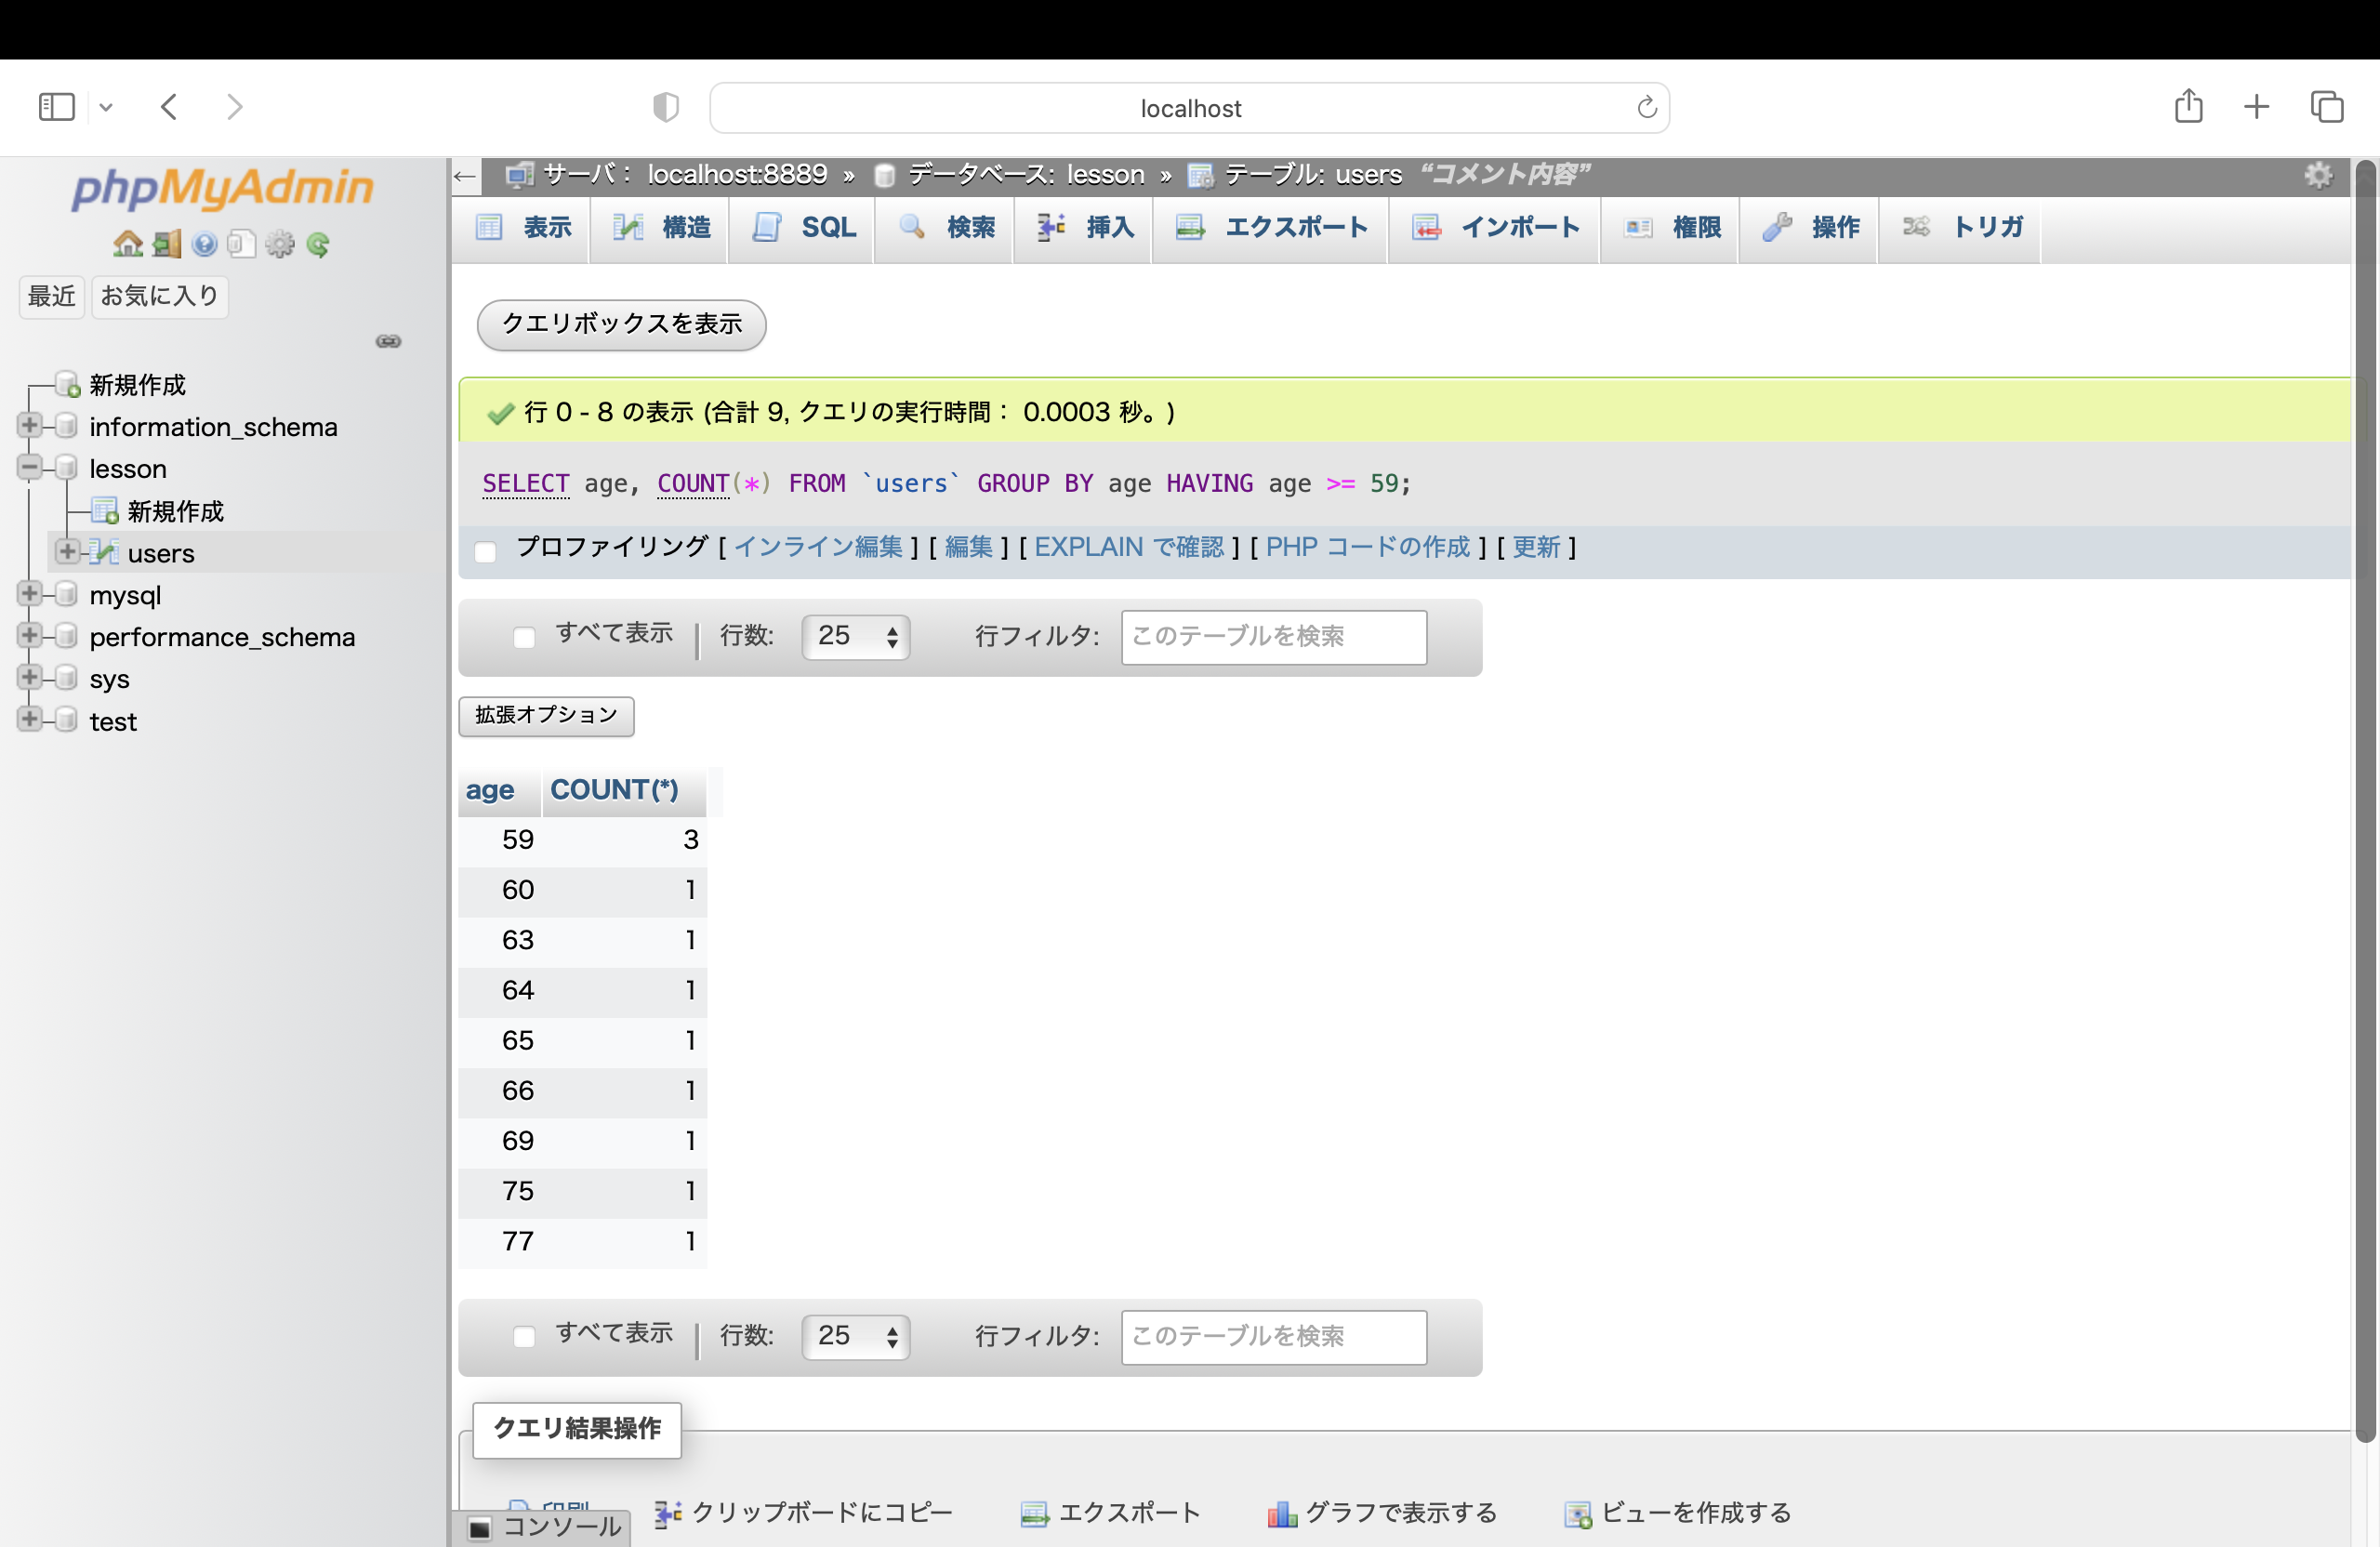 localhost
phpMyAdmin
最近 お気に入り
新規作成
information_schema
lesson
新規作成
users
mysql
performance_schema
sys
test
← サーバ： localhost:8889 » データベース: lesson » テーブル: users “コメント内容”
表示 構造 SQL 検索 挿入 エクスポート インポート 権限 操作 トリガ
クエリボックスを表示
行 0 - 8 の表示 (合計 9, クエリの実行時間： 0.0003 秒。)
SELECT age, COUNT(*) FROM `users` GROUP BY age HAVING age >= 59;
プロファイリング [ インライン編集 ] [ 編集 ] [ EXPLAIN で確認 ] [ PHP コードの作成 ] [ 更新 ]
すべて表示 | 行数: 25 行フィルタ: このテーブルを検索
拡張オプション
age COUNT(*)
59 3
60 1
63 1
64 1
65 1
66 1
69 1
75 1
77 1
すべて表示 | 行数: 25 行フィルタ: このテーブルを検索
クエリ結果操作
印刷 クリップボードにコピー エクスポート グラフで表示する ビューを作成する
コンソール